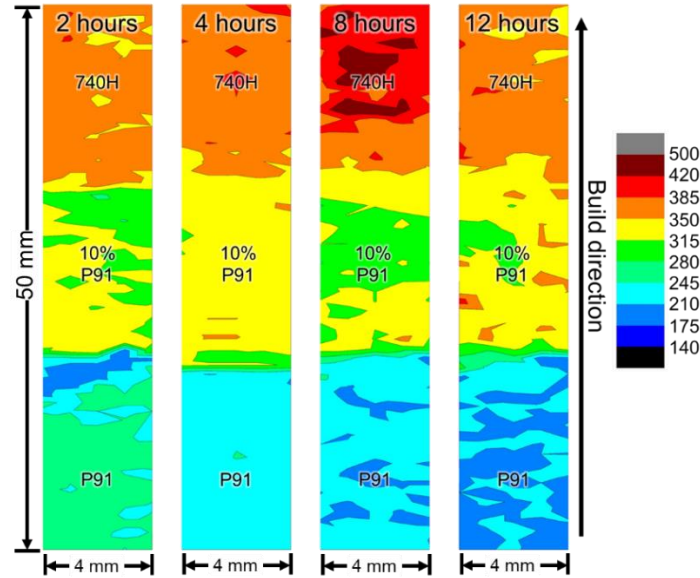 2 hours
4 hours
8 hours
12 hours
740H
740H
740H
740H
10%
P91
10%
P91
10%
P91
10%
P91
P91
P91
P91
P91
50 mm
4 mm
4 mm
4 mm
4 mm
Build direction
500
420
385
350
315
280
245
210
175
140